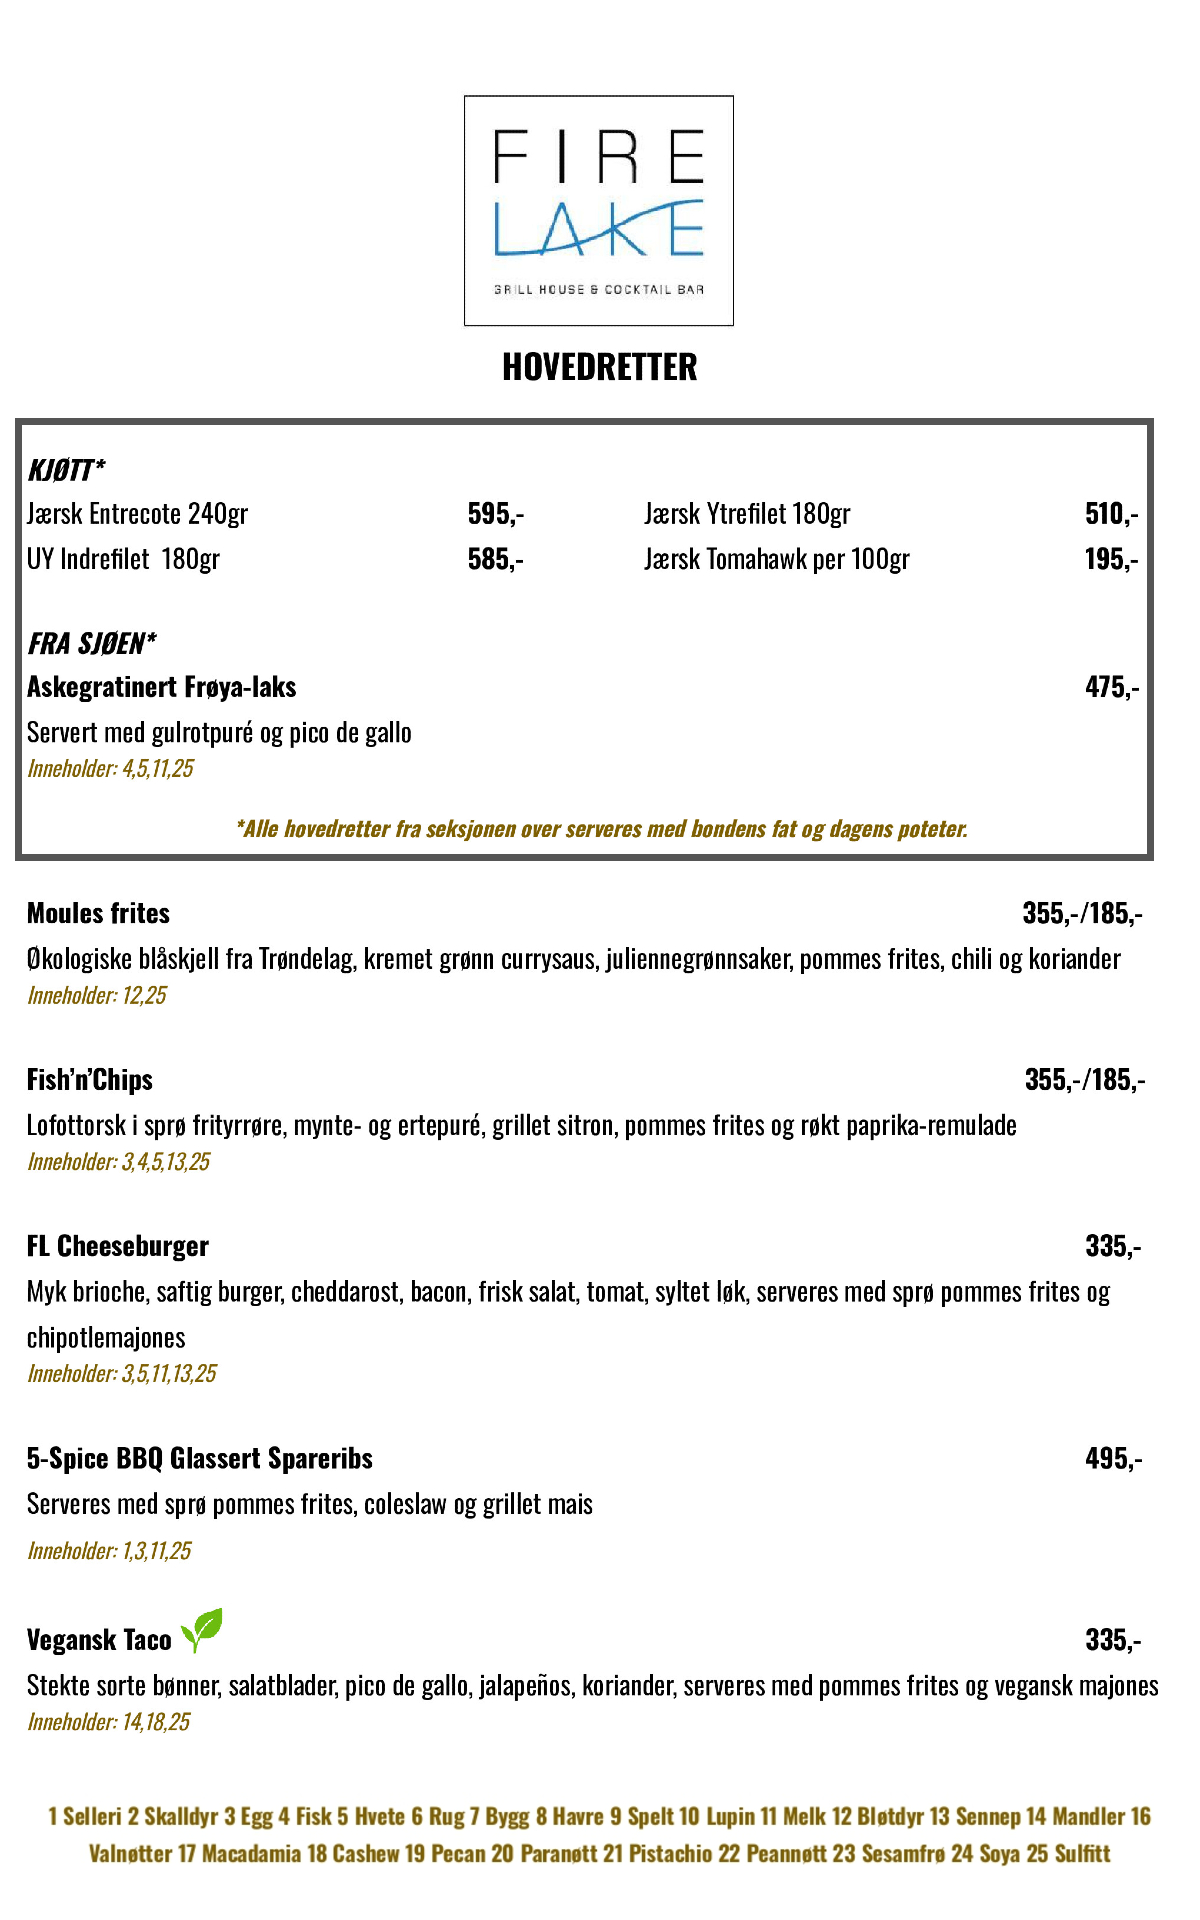 FIRE
LAKE
GRILL HOUSE & COCKTAIL BAR
HOVEDRETTER
KJØTT*
Jærsk Entrecote 240gr 595,- Jærsk Ytrefilet 180gr 510,-
UY Indrefilet 180gr 585,- Jærsk Tomahawk per 100gr 195,-
FRA SJØEN*
Askegratinert Frøya-laks 475,-
Servert med gulrotpuré og pico de gallo
Inneholder: 4,5,11,25
*Alle hovedretter fra seksjonen over serveres med bondens fat og dagens poteter.
Moules frites 355,-/185,-
Økologiske blåskjell fra Trøndelag, kremet grønn currysaus, juliennegrønnsaker, pommes frites, chili og koriander
Inneholder: 12,25
Fish’n’Chips 355,-/185,-
Lofottorsk i sprø frityrrøre, mynte- og ertepuré, grillet sitron, pommes frites og røkt paprika-remulade
Inneholder: 3,4,5,13,25
FL Cheeseburger 335,-
Myk brioche, saftig burger, cheddarost, bacon, frisk salat, tomat, syltet løk, serveres med sprø pommes frites og
chipotlemajones
Inneholder: 3,5,11,13,25
5-Spice BBQ Glassert Spareribs 495,-
Serveres med sprø pommes frites, coleslaw og grillet mais
Inneholder: 1,3,11,25
Vegansk Taco 335,-
Stekte sorte bønner, salatblader, pico de gallo, jalapeños, koriander, serveres med pommes frites og vegansk majones
Inneholder: 14,18,25
1 Selleri 2 Skalldyr 3 Egg 4 Fisk 5 Hvete 6 Rug 7 Bygg 8 Havre 9 Spelt 10 Lupin 11 Melk 12 Bløtdyr 13 Sennep 14 Mandler 16
Valnøtter 17 Macadamia 18 Cashew 19 Pecan 20 Paranøtt 21 Pistachio 22 Peannøtt 23 Sesamfrø 24 Soya 25 Sulfitt